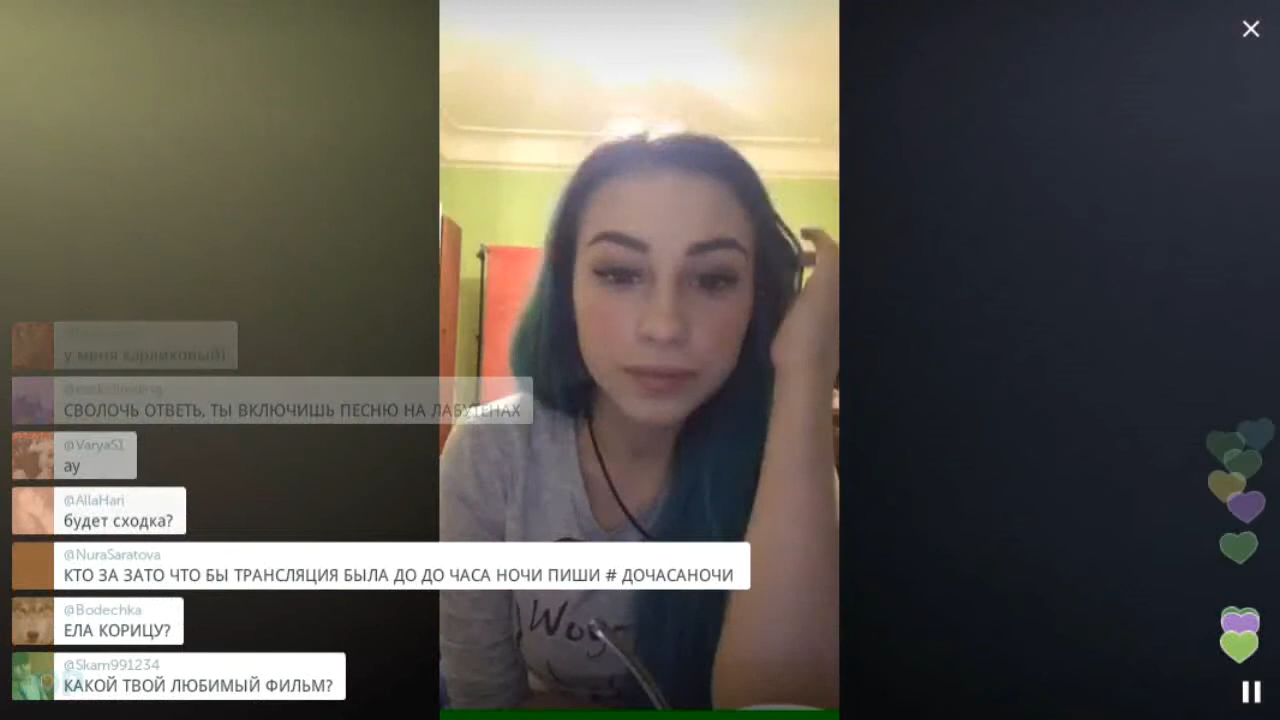 у меня карликовый)
СВОЛОЧЬ ОТВЕТЬ, ТЫ ВКЛЮЧИШЬ ПЕСНЮ НА ЛАБУТЕНАХ
@VaryaS1
ау
@AllaHari
будет сходка?
@NuraSaratova
КТО ЗА ЗАТО ЧТО БЫ ТРАНСЛЯЦИЯ БЫЛА ДО ДО ЧАСА НОЧИ ПИШИ # ДОЧАСАНОЧИ
@Bodechka
ЕЛА КОРИЦУ?
@Skam991234
КАКОЙ ТВОЙ ЛЮБИМЫЙ ФИЛЬМ?